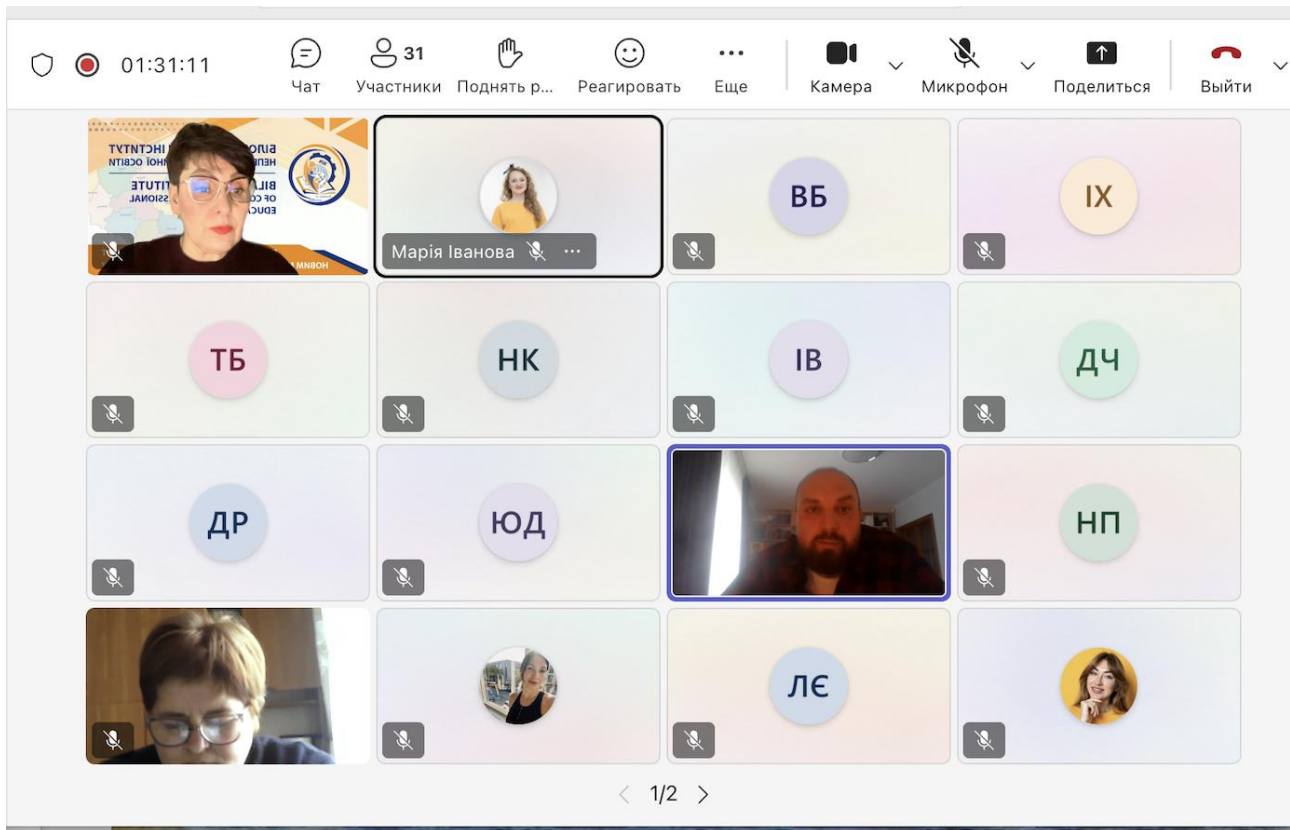 01:31:11
31
Чат
Участники
Поднять р...
Реагировать
Еще
Камера
Микрофон
Поделиться
Выйти
Марія Іванова
ВБ
ІХ
ТБ
НК
ІВ
ДЧ
ДР
ЮД
НП
ЛЄ
1/2